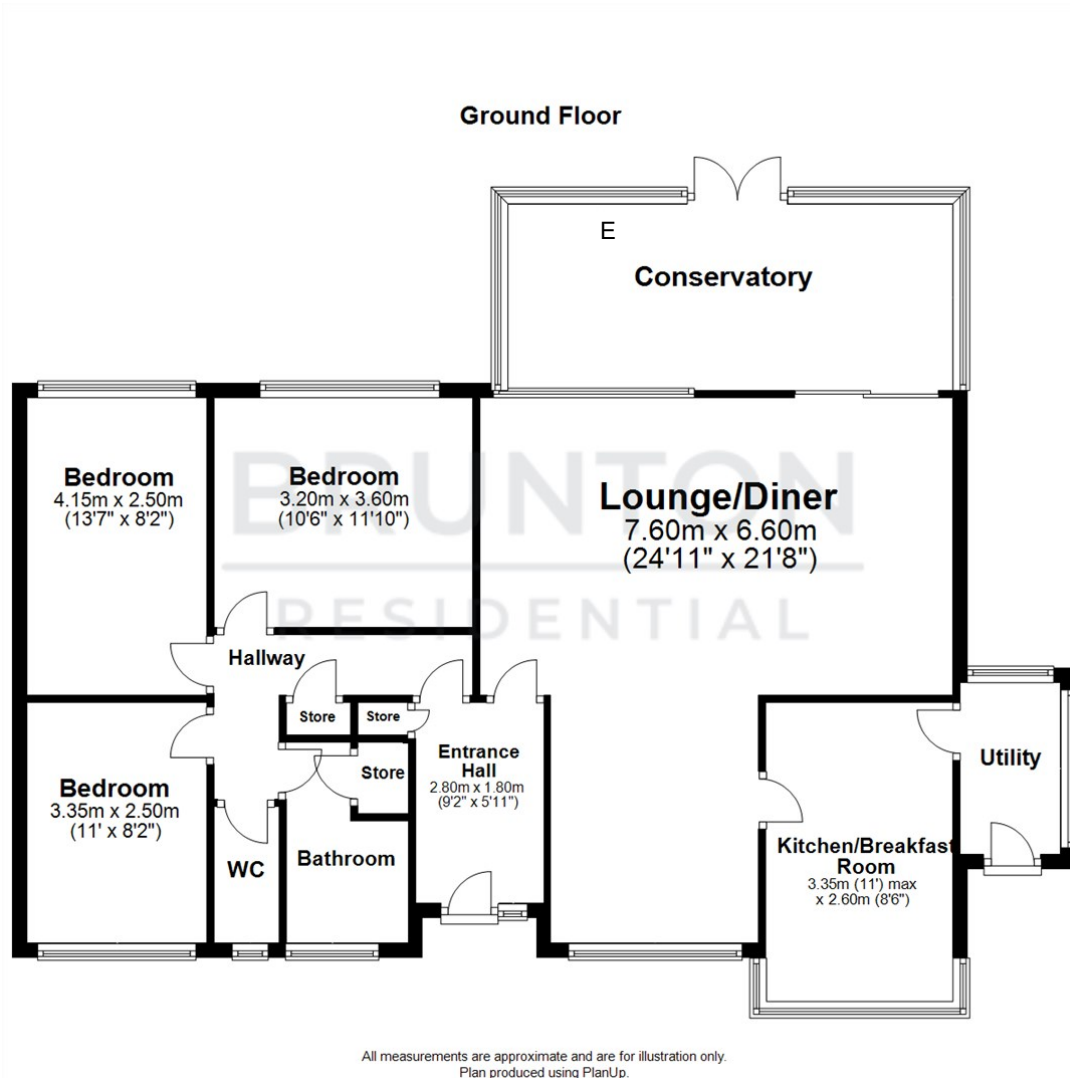 Ground Floor
E
Conservatory
Bedroom
4.15m x 2.50m
(13'7" x 8'2")
Bedroom
3.20m x 3.60m
(10'6" x 11'10")
Lounge/Diner
7.60m x 6.60m
(24'11" x 21'8")
BRUNTON
RESIDENTIAL
Hallway
Store
Store
Store
Entrance
Hall
2.80m x 1.80m
(9'2" x 5'11")
Bedroom
3.35m x 2.50m
(11' x 8'2")
WC
Bathroom
Utility
Kitchen/Breakfast
Room
3.35m (11') max
x 2.60m (8'6")
All measurements are approximate and are for illustration only.
Plan produced using PlanUp.